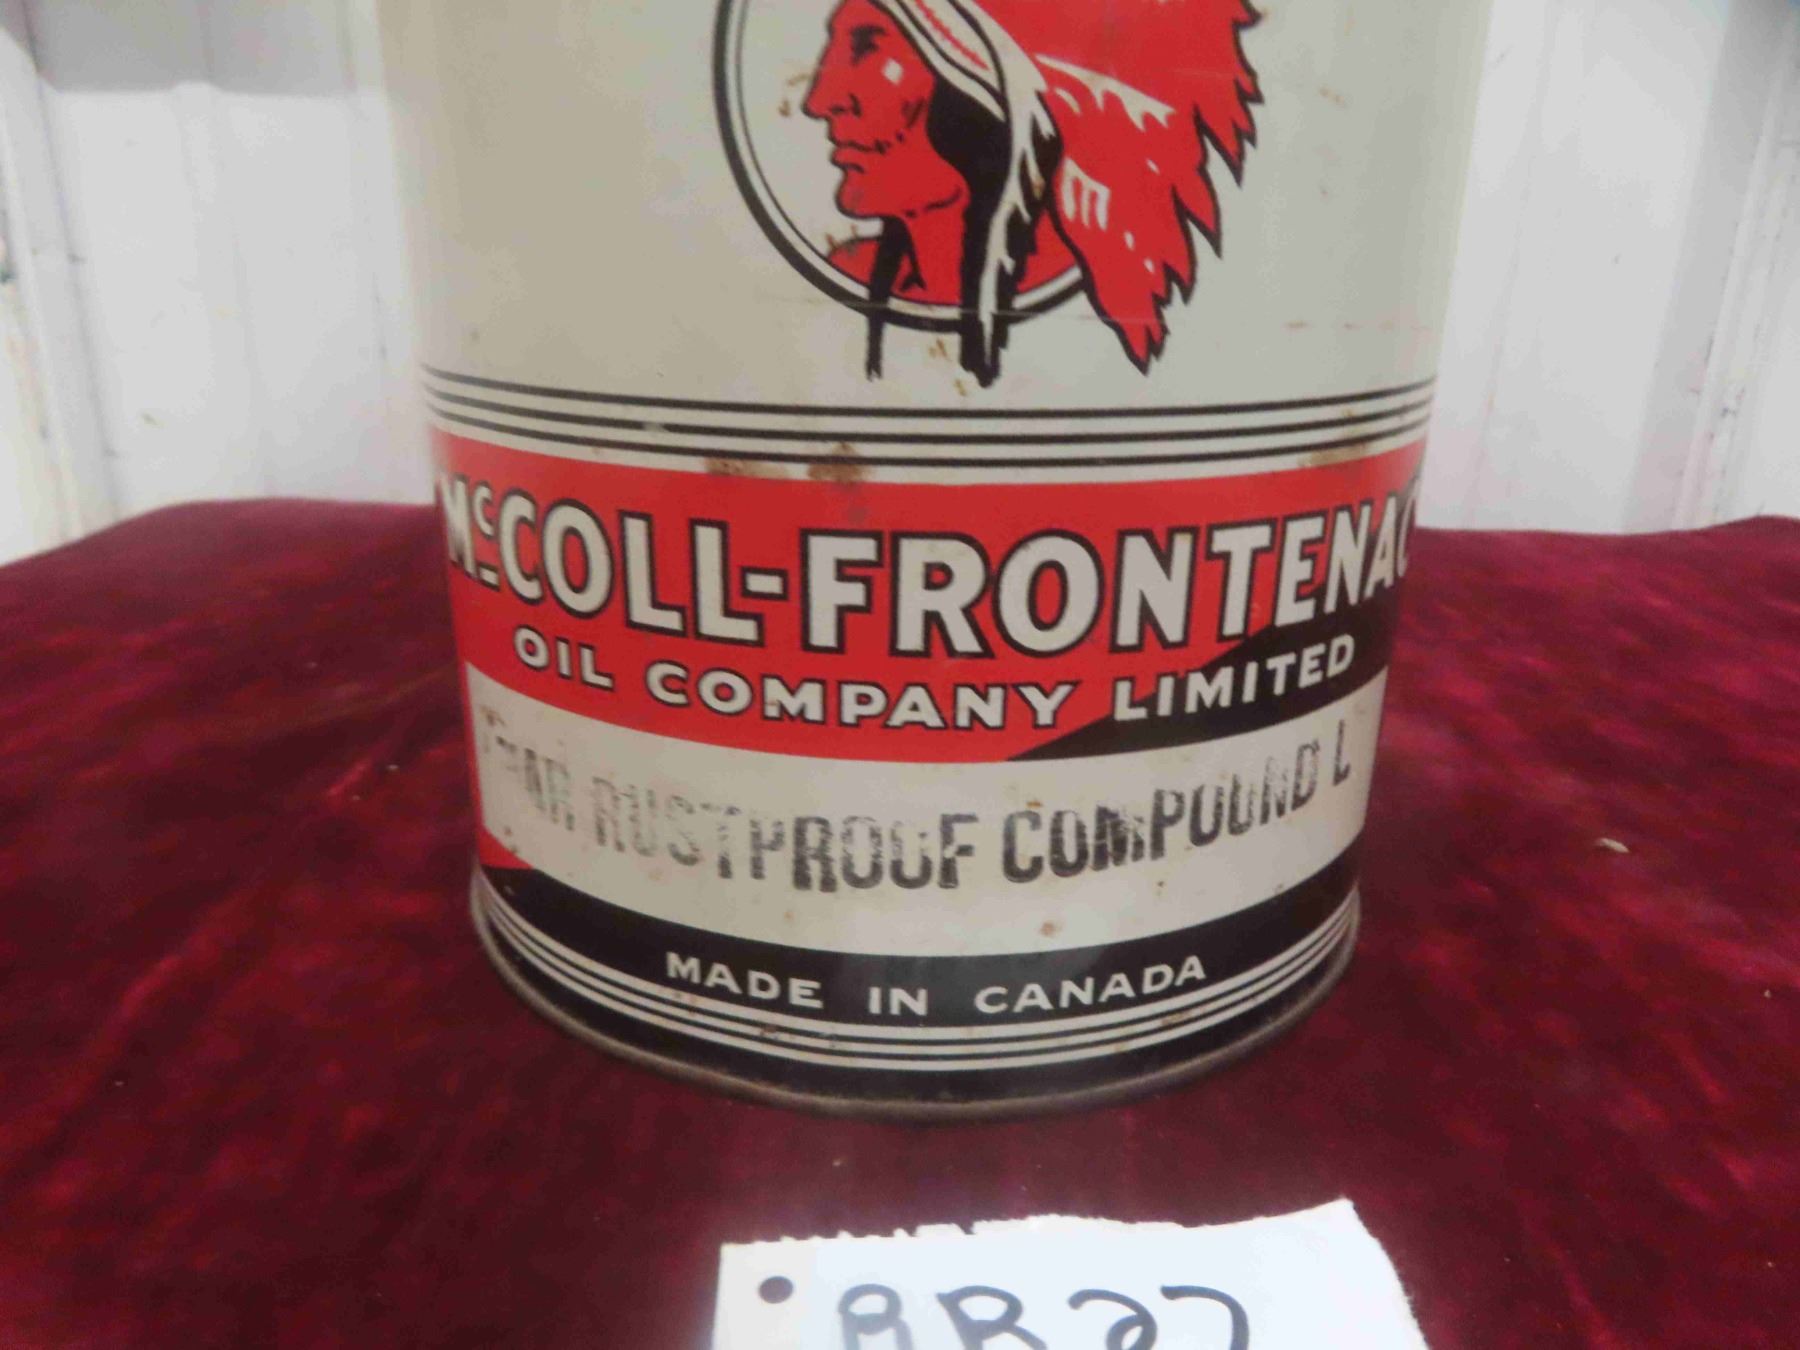 McCOLL-FRONTENAC
OIL COMPANY LIMITED
RUSTPROOF COMPOUND L
MADE IN CANADA